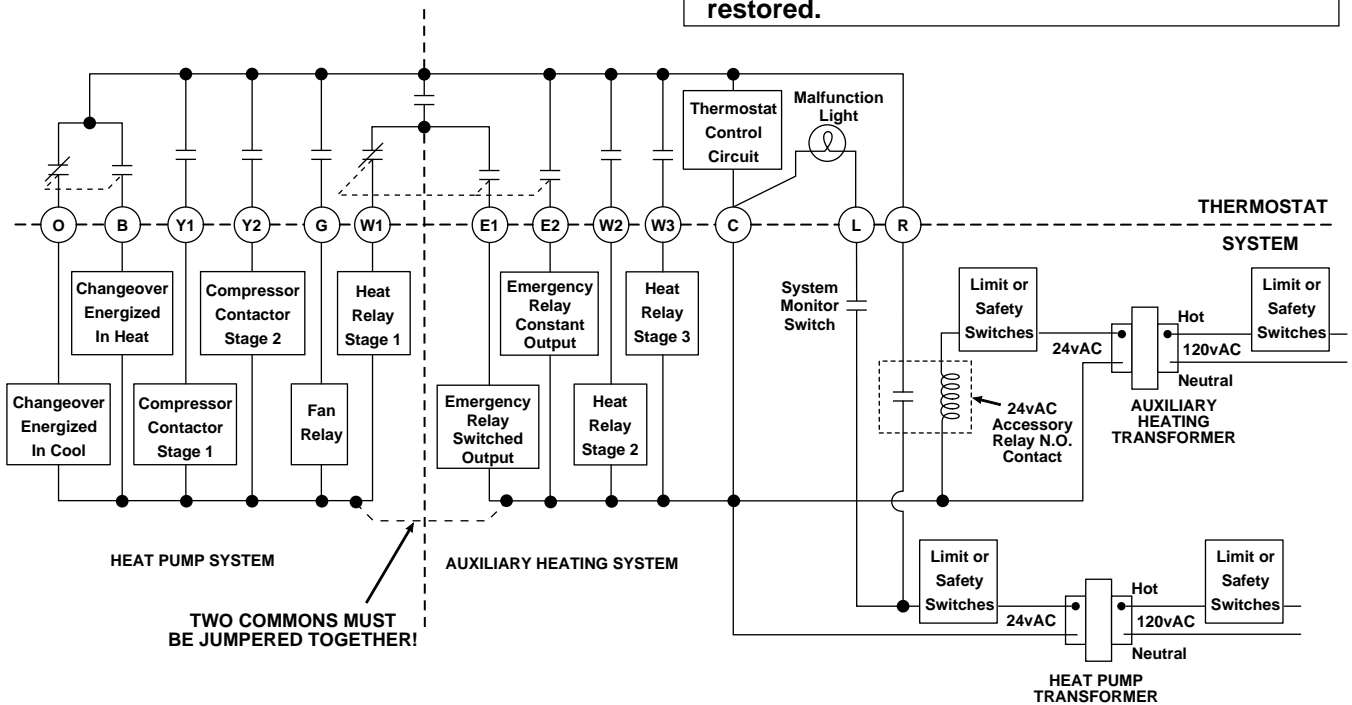 restored.
Thermostat
Control
Circuit
Malfunction
Light
O
B
Y1
Y2
G
W1
E1
E2
W2
W3
C
L
R
THERMOSTAT
SYSTEM
Changeover
Energized
In Heat
Compressor
Contactor
Stage 2
Heat
Relay
Stage 1
Emergency
Relay
Constant
Output
Heat
Relay
Stage 3
System
Monitor
Switch
Limit or
Safety
Switches
24vAC
Hot
120vAC
Neutral
Limit or
Safety
Switches
AUXILIARY
HEATING
TRANSFORMER
Changeover
Energized
In Cool
Compressor
Contactor
Stage 1
Fan
Relay
Emergency
Relay
Switched
Output
Heat
Relay
Stage 2
24vAC
Accessory
Relay N.O.
Contact
HEAT PUMP SYSTEM
AUXILIARY HEATING SYSTEM
TWO COMMONS MUST
BE JUMPERED TOGETHER!
Limit or
Safety
Switches
24vAC
Hot
120vAC
Neutral
Limit or
Safety
Switches
HEAT PUMP
TRANSFORMER